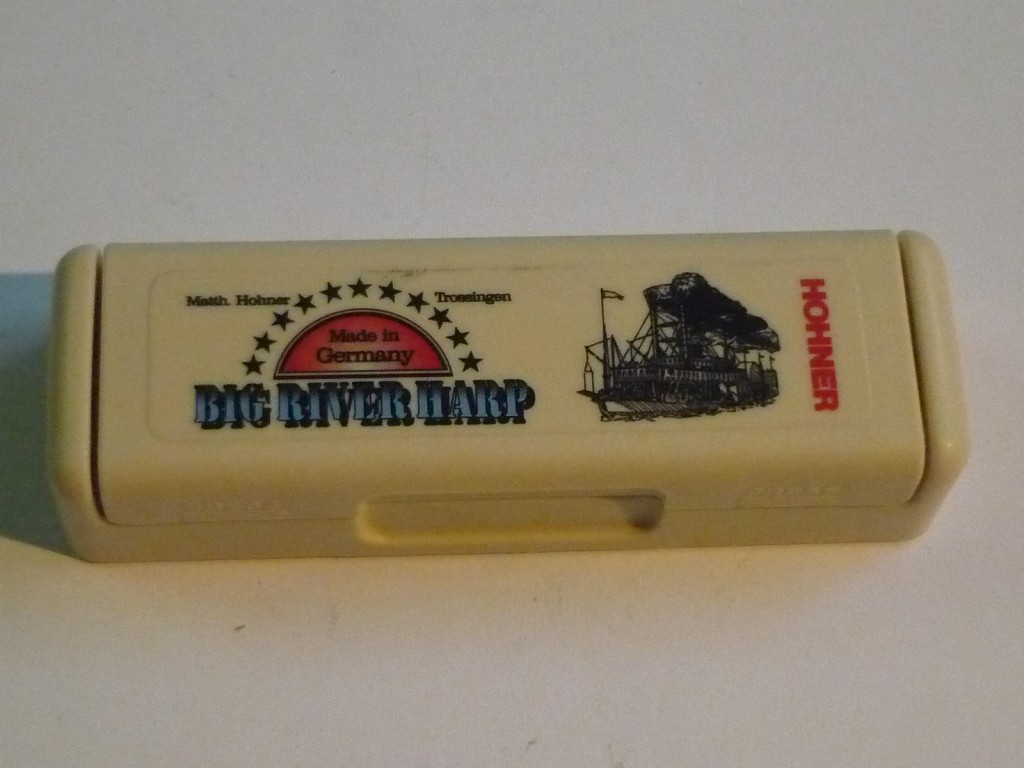 Matth. Hohner Trossingen
Made in
Germany
BIG RIVER HARP
HOHNER